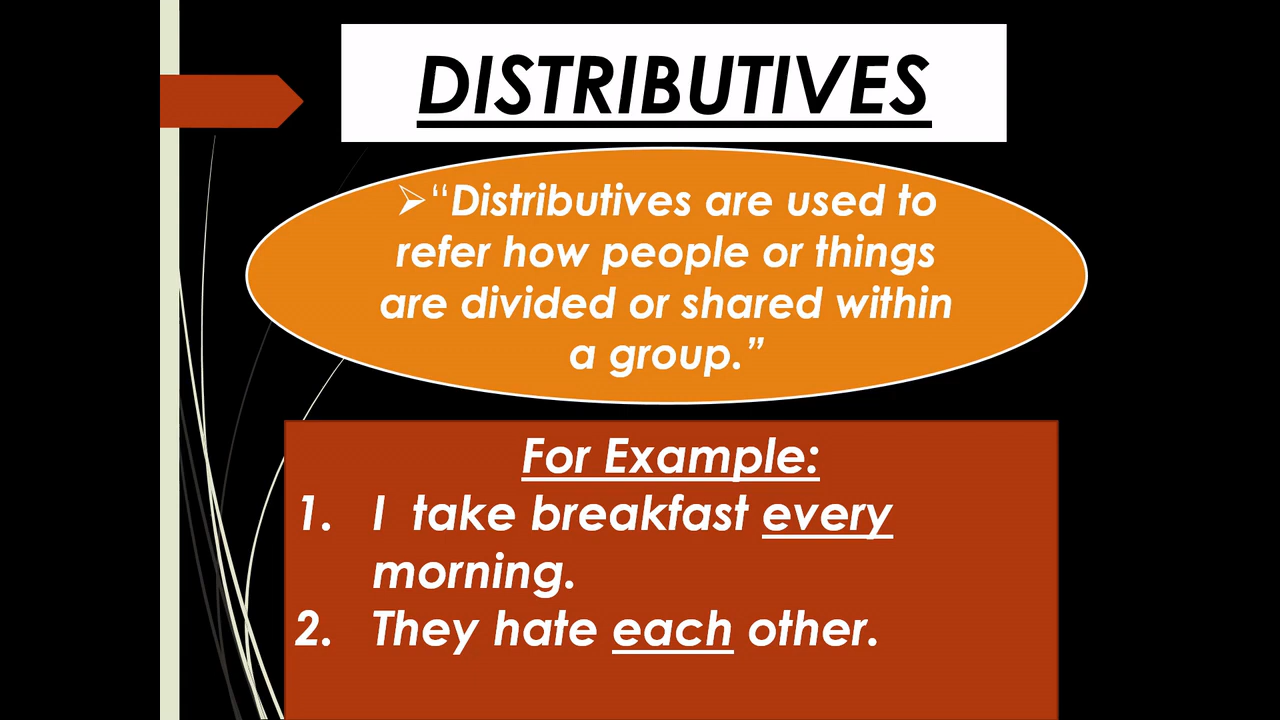 DISTRIBUTIVES
➢“Distributives are used to
refer how people or things
are divided or shared within
a group.”
For Example:
1. I take breakfast every
morning.
2. They hate each other.